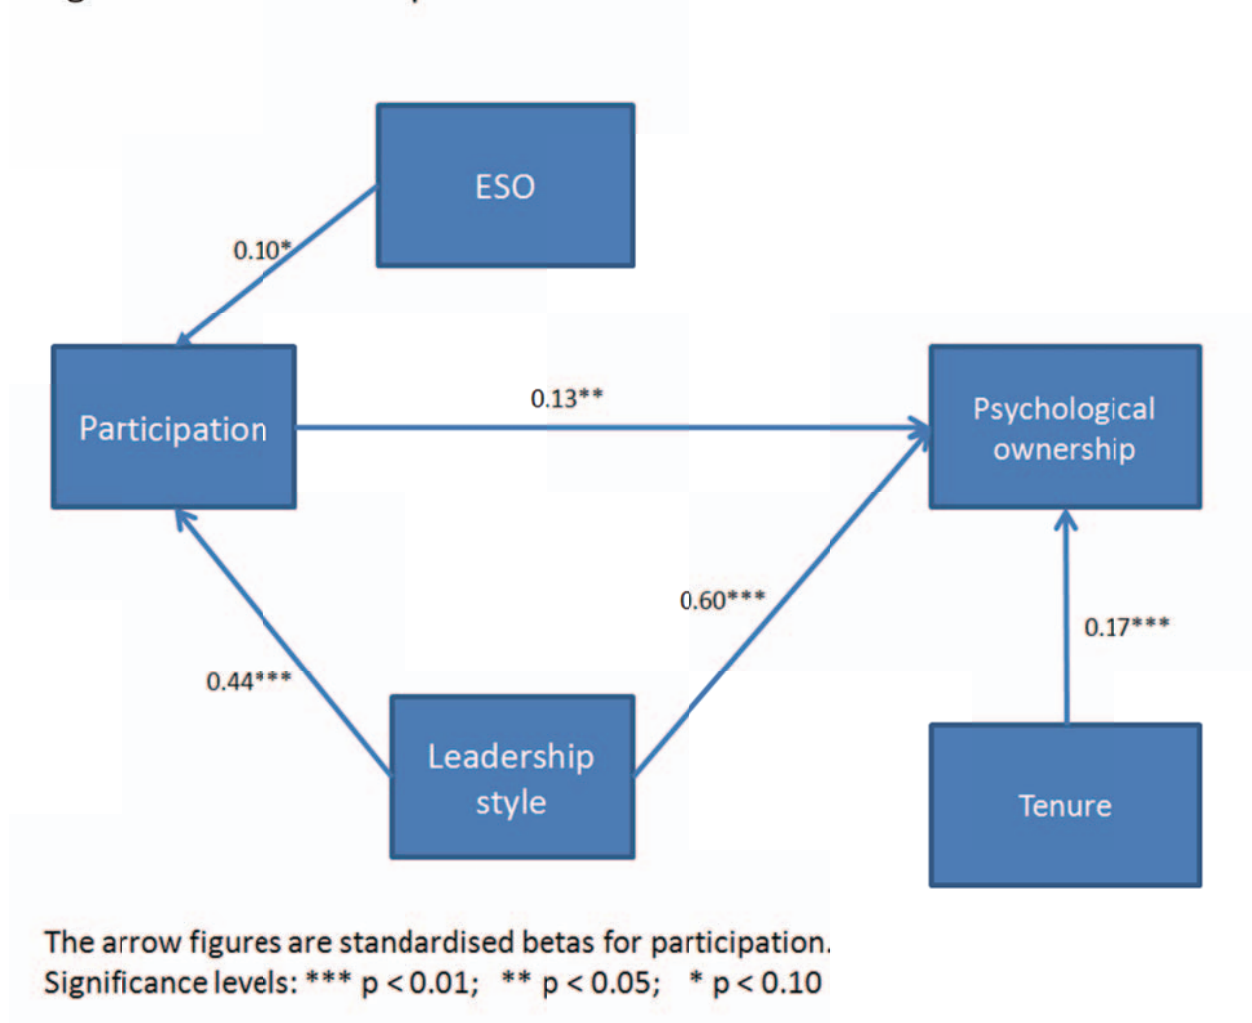 ESO
0.10*
0.13**
Participation
Psychological
ownership
0.60***
0.17***
0.44***
Leadership
style
Tenure
The arrow figures are standardised betas for participation.
Significance levels: *** p < 0.01; ** p < 0.05; * p < 0.10